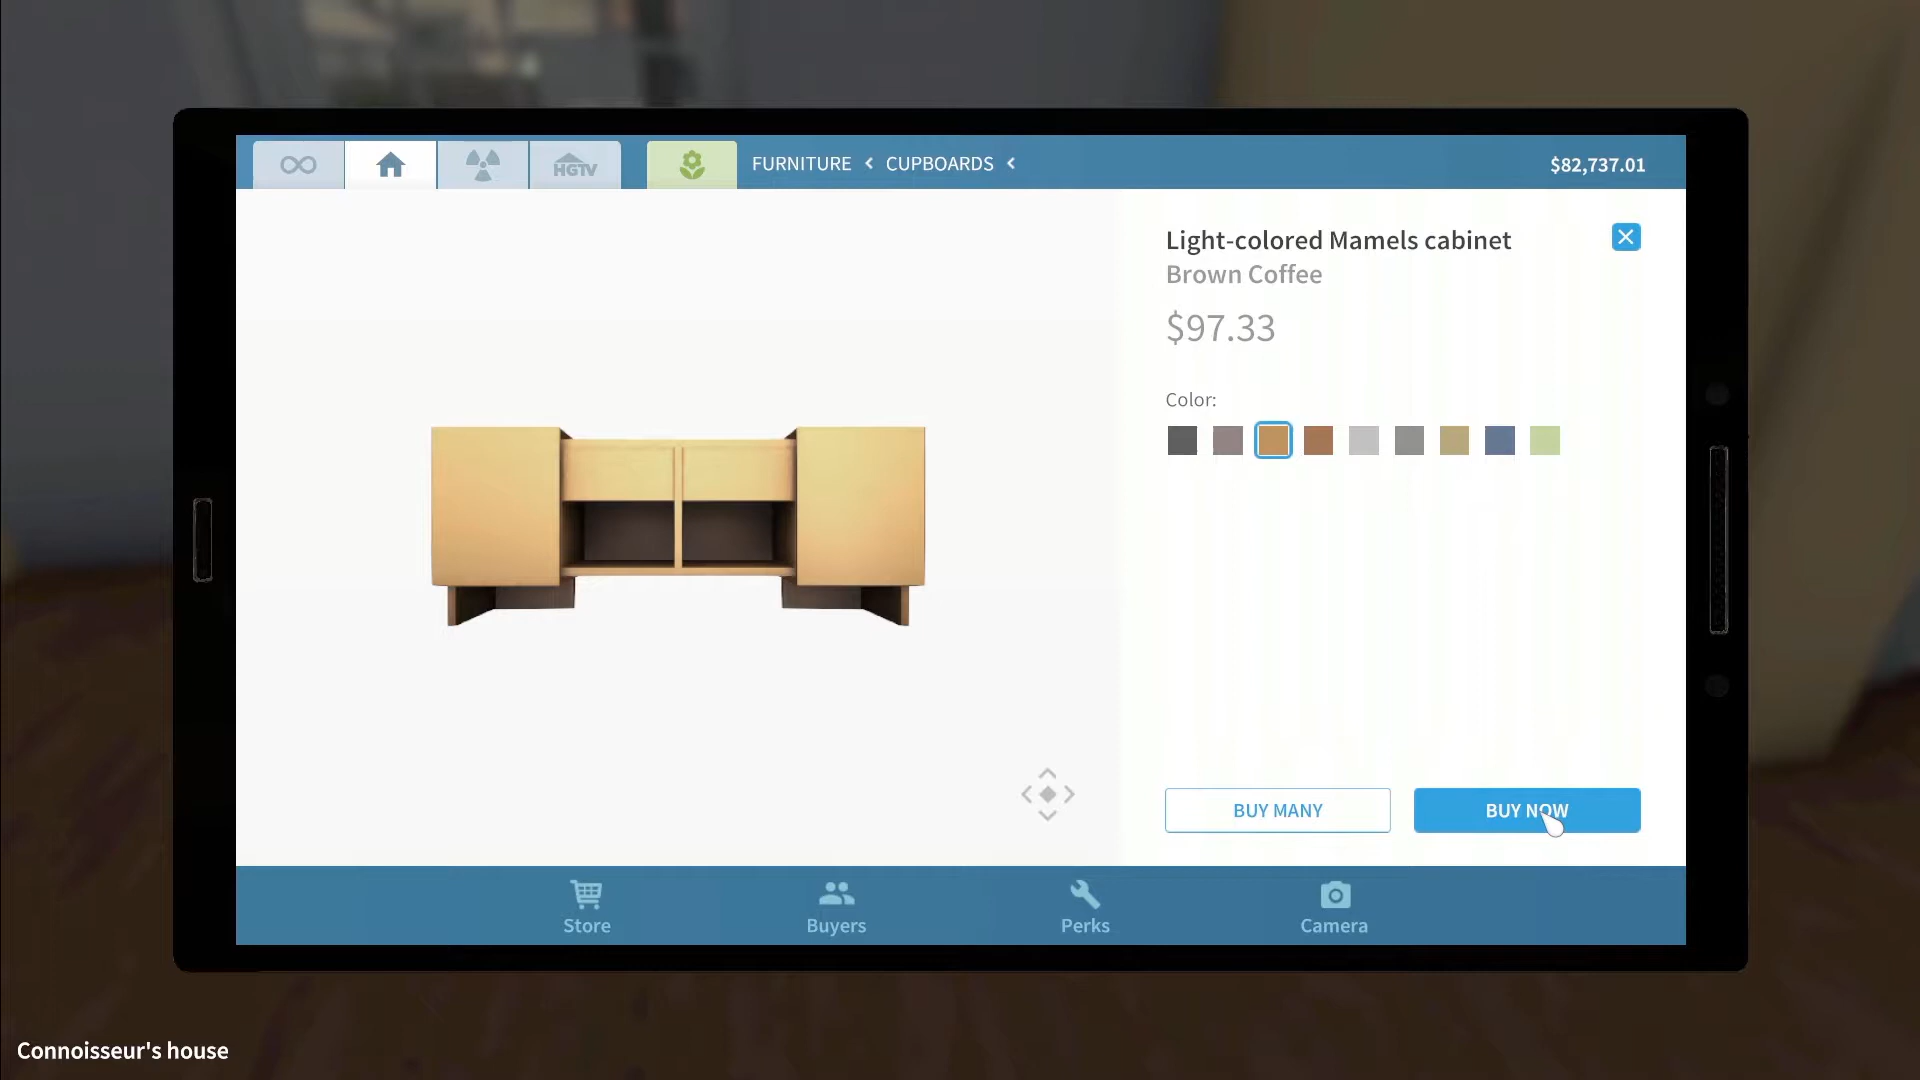 HGTV
FURNITURE < CUPBOARDS <
$82,737.01
Light-colored Mamels cabinet
Brown Coffee
$97.33
Color:
BUY MANY
BUY NOW
Store
Buyers
Perks
Camera
Connoisseur's house